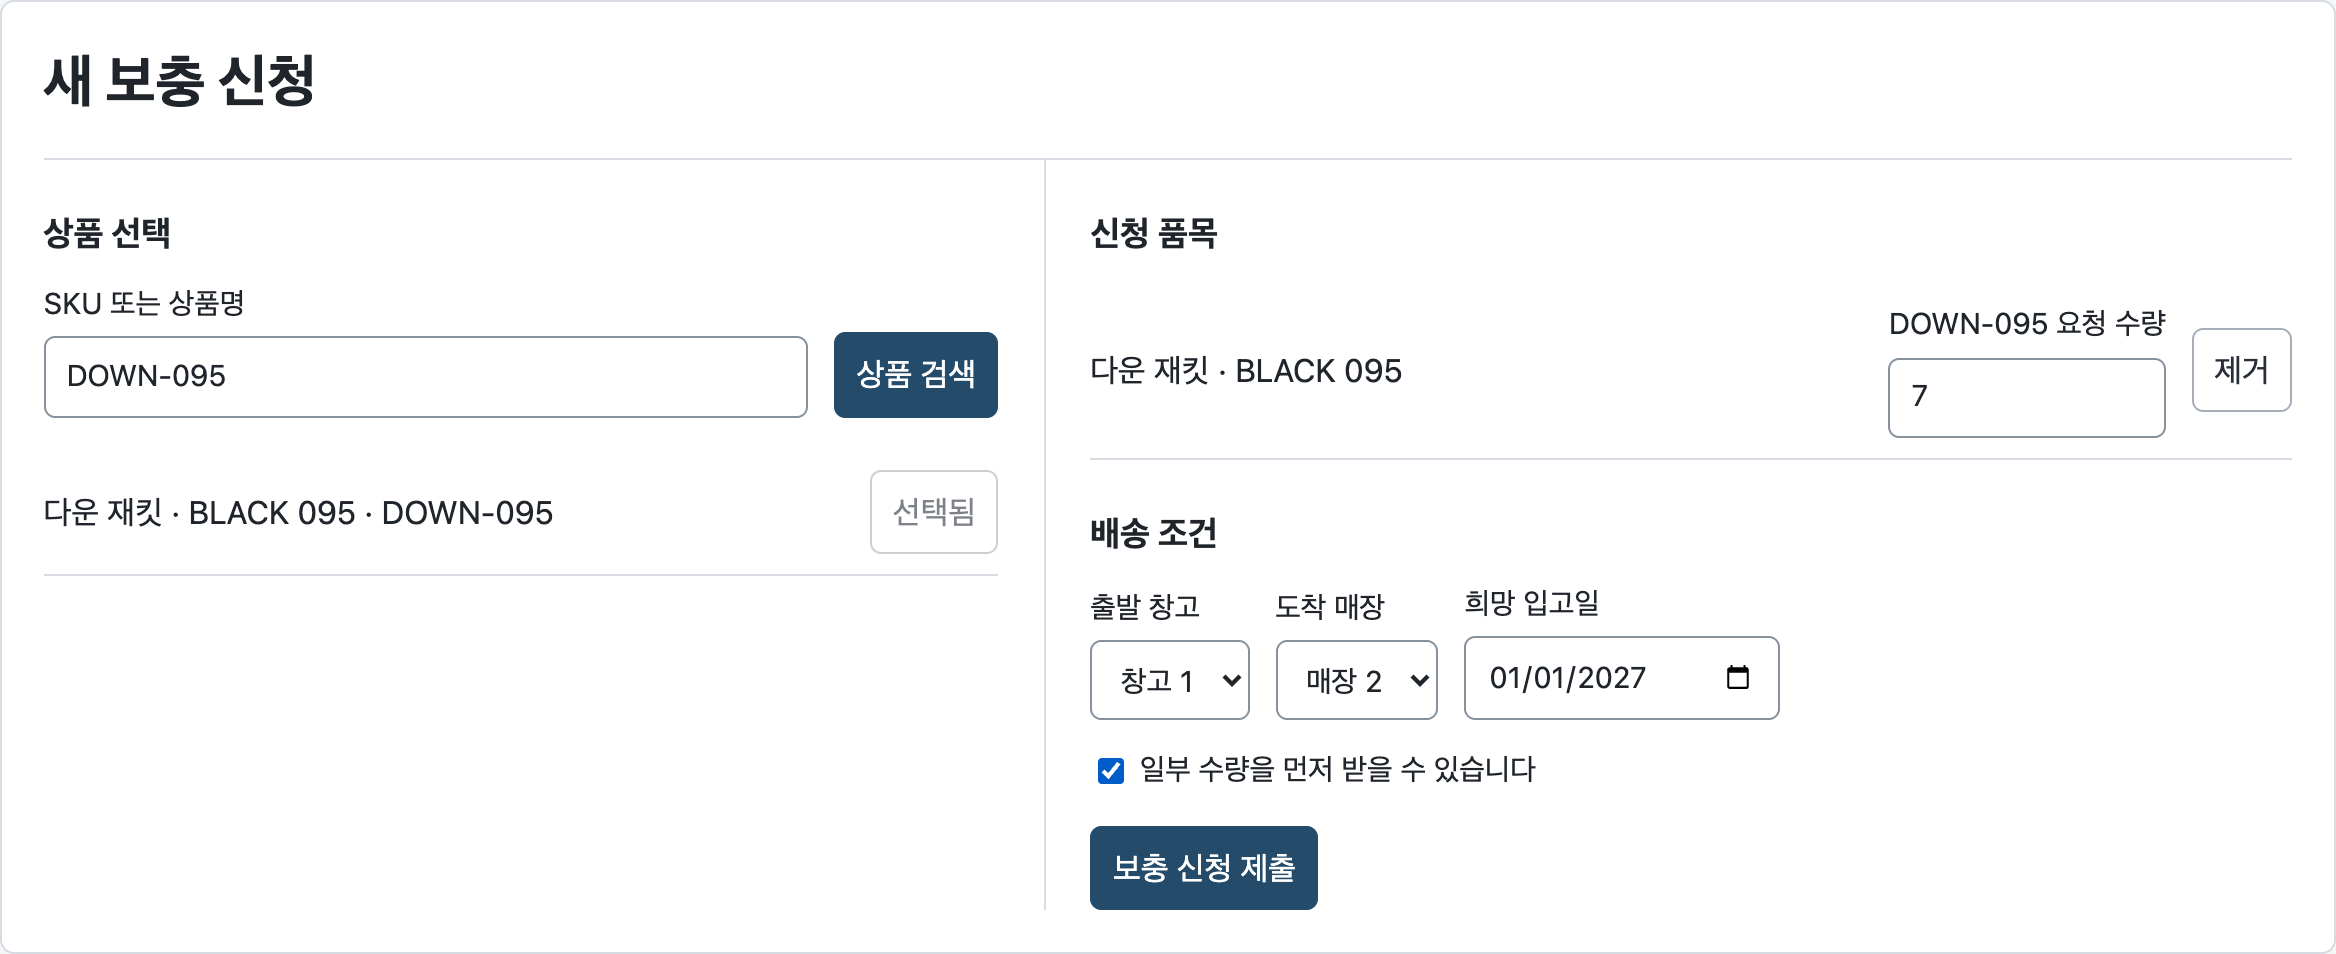 새 보충 신청
상품 선택
SKU 또는 상품명
DOWN-095
상품 검색
다운 재킷 · BLACK 095 · DOWN-095
선택됨
신청 품목
다운 재킷 · BLACK 095
DOWN-095 요청 수량
7
제거
배송 조건
출발 창고
창고 1
도착 매장
매장 2
희망 입고일
01/01/2027
일부 수량을 먼저 받을 수 있습니다
보충 신청 제출